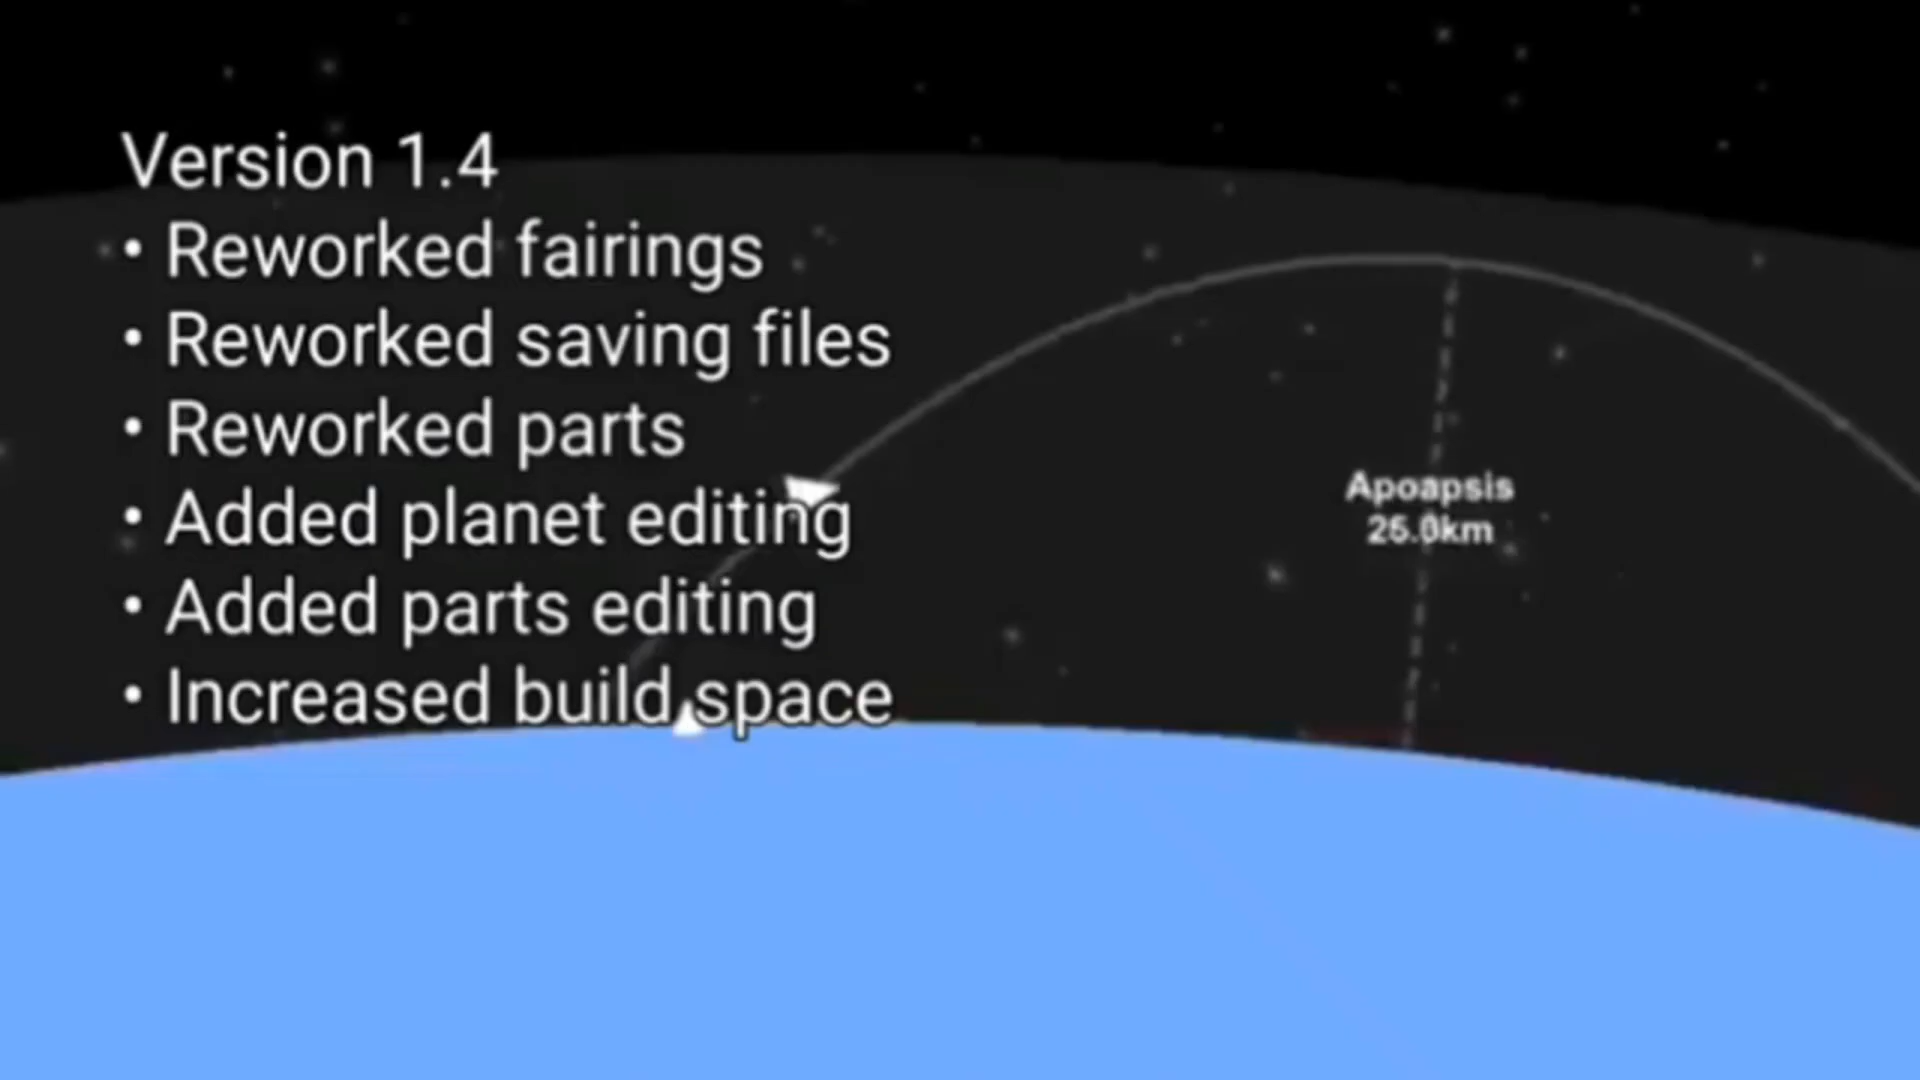 Version 1.4
• Reworked fairings
• Reworked saving files
• Reworked parts
• Added planet editing
• Added parts editing
• Increased build space
Apoapsis
25.0km